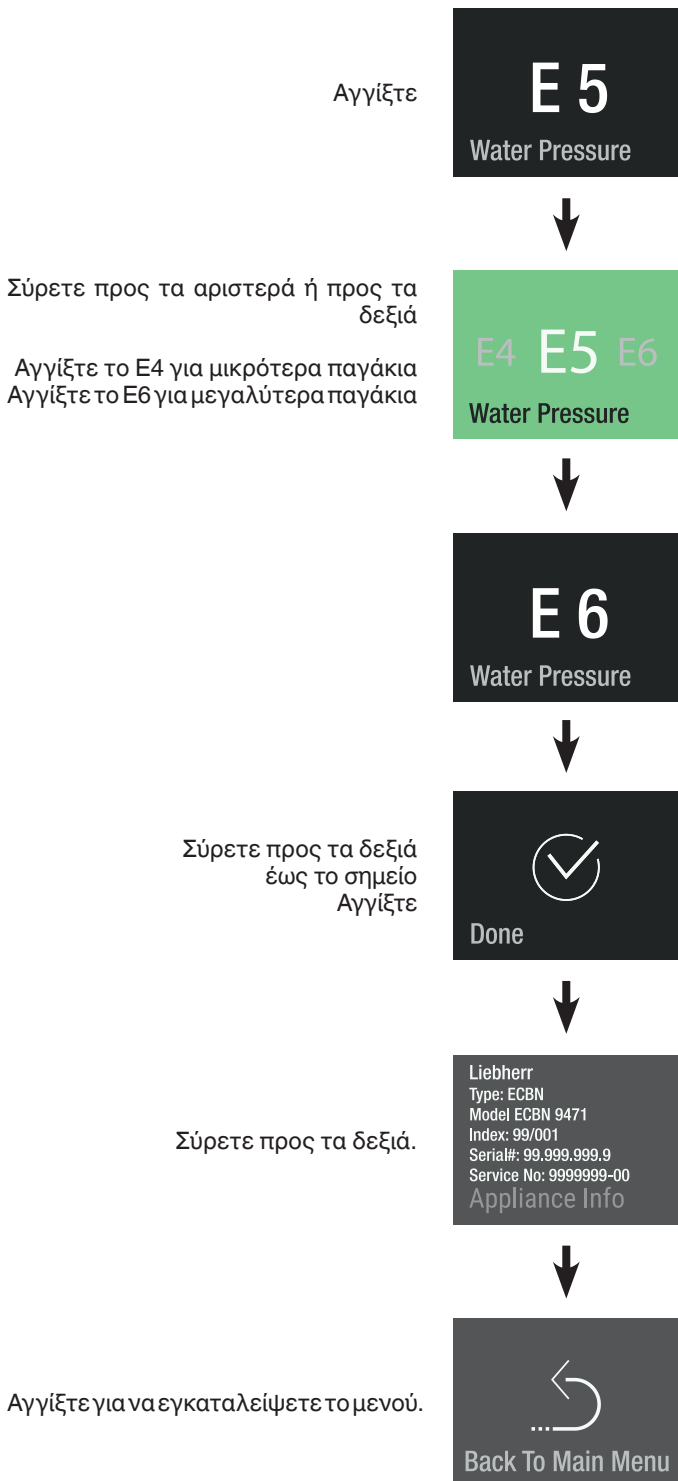 Αγγίξτε
E 5
Water Pressure
Σύρετε προς τα αριστερά ή προς τα
δεξιά
Αγγίξτε το E4 για μικρότερα παγάκια
Αγγίξτε το E6 για μεγαλύτερα παγάκια
E4 E5 E6
Water Pressure
E 6
Water Pressure
Σύρετε προς τα δεξιά
έως το σημείο
Αγγίξτε
Done
Σύρετε προς τα δεξιά.
Liebherr
Type: ECBN
Model ECBN 9471
Index: 99/001
Serial#: 99.999.999.9
Service No: 9999999-00
Appliance Info
Αγγίξτε για να εγκαταλείψετε το μενού.
Back To Main Menu